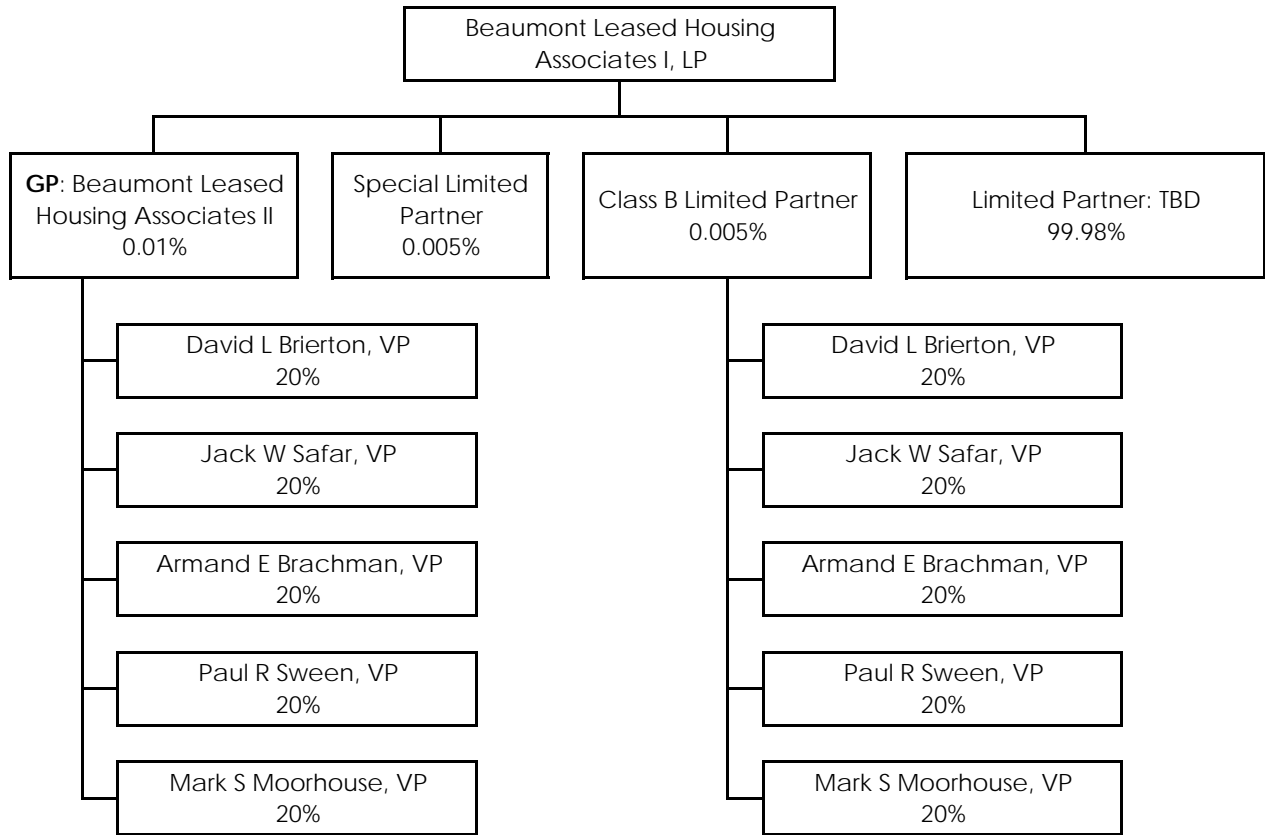 Beaumont Leased Housing
Associates I, LP
GP: Beaumont Leased
Housing Associates II
0.01%
Special Limited
Partner
0.005%
Class B Limited Partner
0.005%
Limited Partner: TBD
99.98%
David L Brierton, VP
20%
Jack W Safar, VP
20%
Armand E Brachman, VP
20%
Paul R Sween, VP
20%
Mark S Moorhouse, VP
20%
David L Brierton, VP
20%
Jack W Safar, VP
20%
Armand E Brachman, VP
20%
Paul R Sween, VP
20%
Mark S Moorhouse, VP
20%